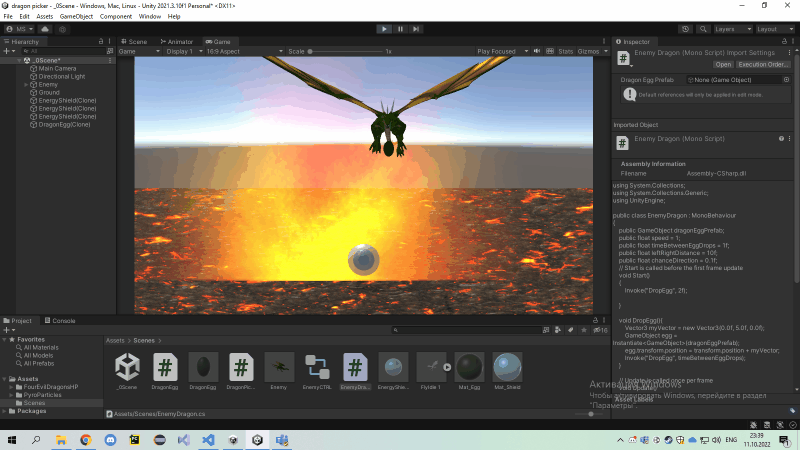 dragon picker - _0Scene - Windows, Mac, Linux - Unity 2021.3.10f1 Personal* <DX11>
File Edit Assets GameObject Component Window Help
MS
Layers Layout
Hierarchy
All
_0Scene*
Main Camera
Directional Light
Enemy
Ground
EnergyShield(Clone)
EnergyShield(Clone)
EnergyShield(Clone)
DragonEgg(Clone)
Scene Animator Game
Game Display 1 16:9 Aspect Scale 1x Play Focused Stats Gizmos
Inspector
Enemy Dragon (Mono Script) Import Settings
Open Execution Order...
Dragon Egg Prefab None (Game Object)
Default references will only be applied in edit mode.
Imported Object
Enemy Dragon (Mono Script)
Assembly Information
Filename Assembly-CSharp.dll
using System.Collections;
using System.Collections.Generic;
using UnityEngine;
public class EnemyDragon : MonoBehaviour
{
public GameObject dragonEggPrefab;
public float speed = 1;
public float timeBetweenEggDrops = 1f;
public float leftRightDistance = 10f;
public float chanceDirection = 0.1f;
// Start is called before the first frame update
void Start()
{
Invoke("DropEgg", 2f);
}
void DropEgg(){
Vector3 myVector = new Vector3(0.0f, 5.0f, 0.0f);
GameObject egg =
Instantiate<GameObject>(dragonEggPrefab);
egg.transform.position = transform.position + myVector;
Invoke("DropEgg", timeBetweenEggDrops);
}
// Update is called once per frame
Asset Labels
Project Console
16
Favorites
All Materials
All Models
All Prefabs
Assets
FourEvilDragonsHP
PyroParticles
Scenes
Packages
Assets > Scenes >
_0Scene DragonEgg DragonEgg DragonPic... Enemy EnemyCTRL EnemyDra... EnergyShie... FlyIdle 1 Mat_Egg Mat_Shield
Assets/Scenes/EnemyDragon.cs
Активация Windows
Чтобы активировать Windows, перейдите в раздел
"Параметры".
ENG
23:39
11.10.2022